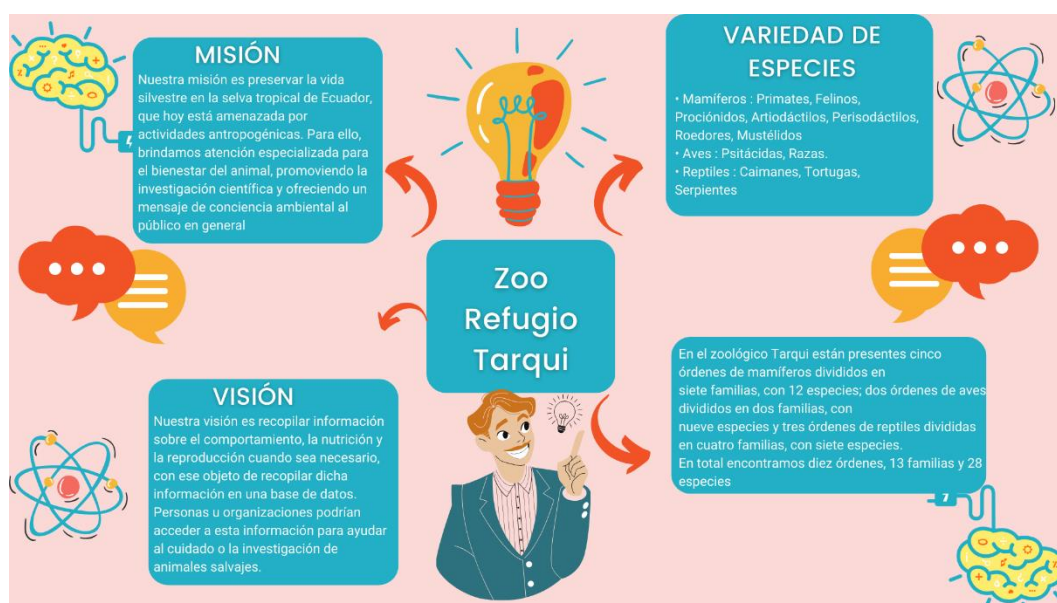 MISIÓN
Nuestra misión es preservar la vida
silvestre en la selva tropical de Ecuador,
que hoy está amenazada por
actividades antropogénicas. Para ello,
brindamos atención especializada para
el bienestar del animal, promoviendo la
investigación científica y ofreciendo un
mensaje de conciencia ambiental al
público en general
VARIEDAD DE
ESPECIES
• Mamíferos : Primates, Felinos,
Prociónidos, Artiodáctilos, Perisodáctilos,
Roedores, Mustélidos
• Aves : Psitácidas, Razas.
• Reptiles : Caimanes, Tortugas,
Serpientes
Zoo
Refugio
Tarqui
VISIÓN
Nuestra visión es recopilar información
sobre el comportamiento, la nutrición y
la reproducción cuando sea necesario,
con ese objeto de recopilar dicha
información en una base de datos.
Personas u organizaciones podrían
acceder a esta información para ayudar
al cuidado o la investigación de
animales salvajes.
En el zoológico Tarqui están presentes cinco
órdenes de mamíferos divididos en
siete familias, con 12 especies; dos órdenes de aves
divididos en dos familias, con
nueve especies y tres órdenes de reptiles divididas
en cuatro familias, con siete especies.
En total encontramos diez órdenes, 13 familias y 28
especies